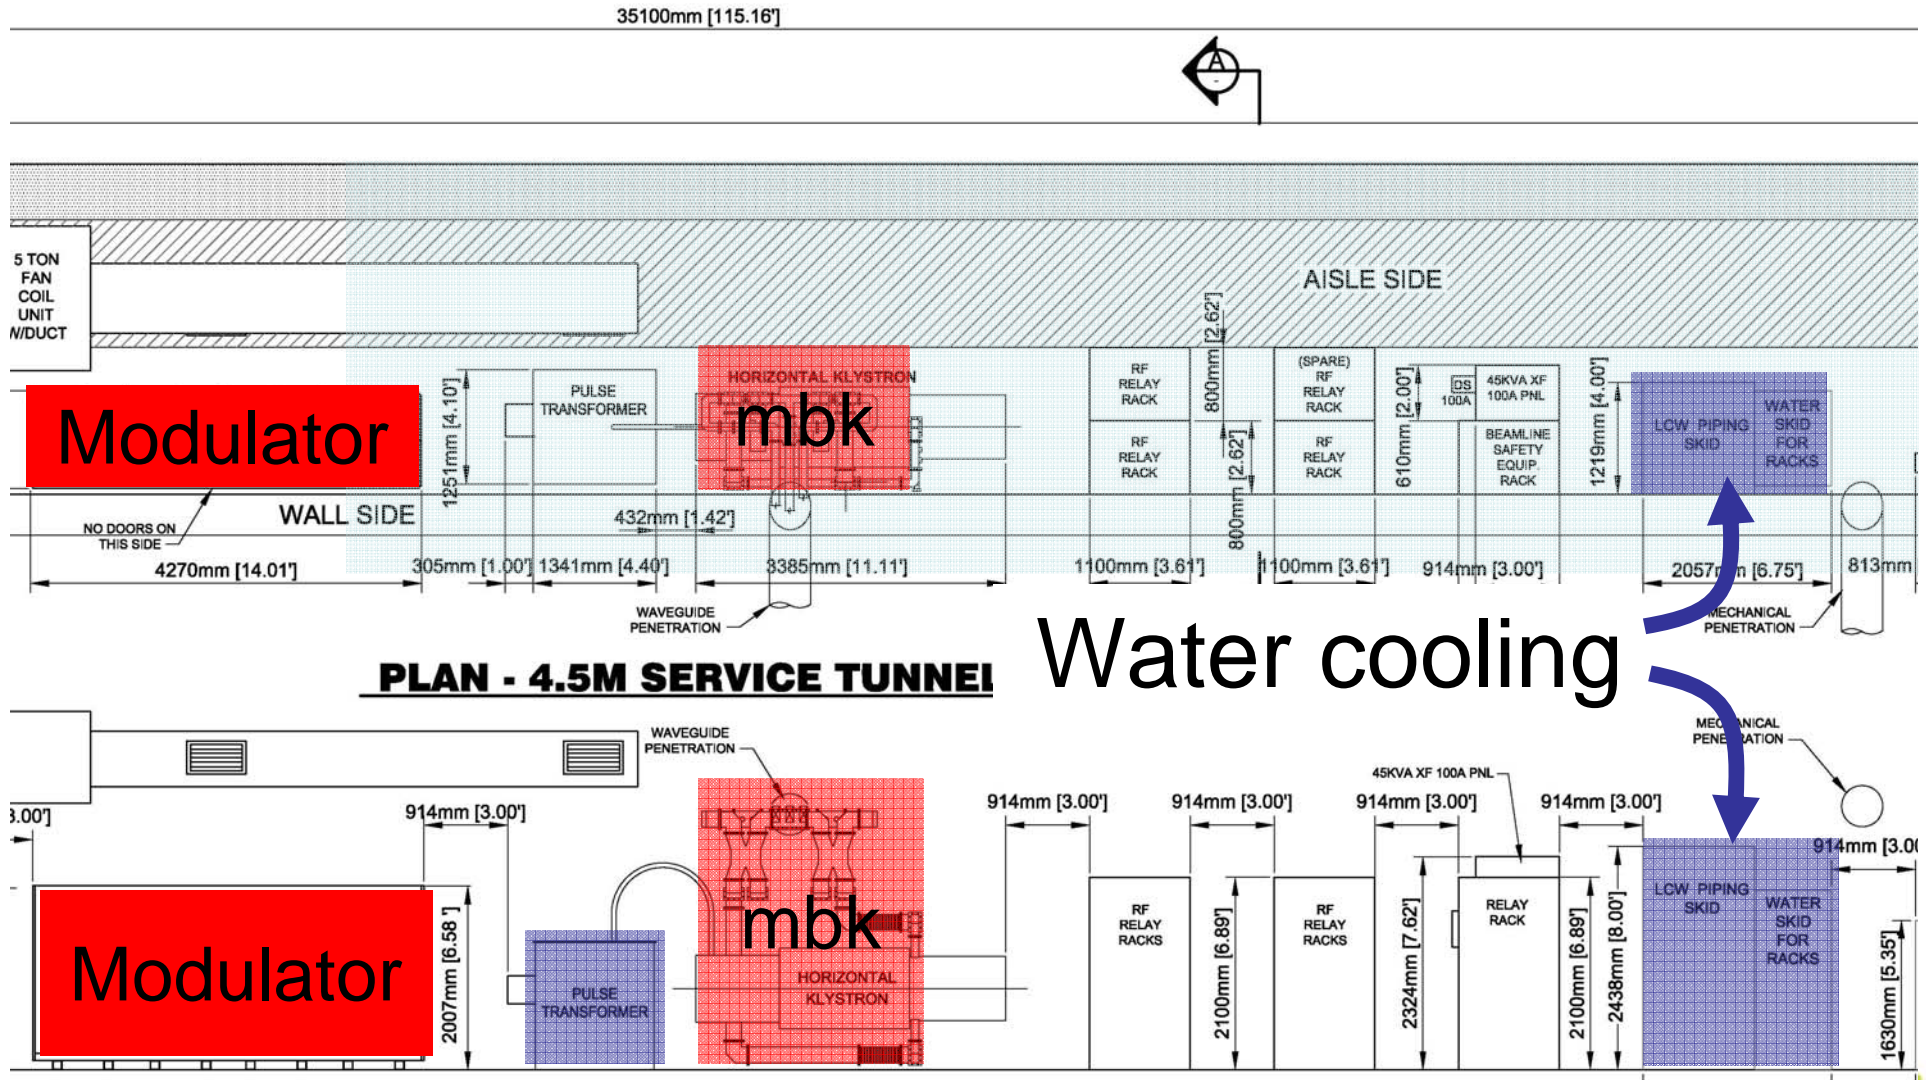 35100mm [115.16']
A
-
5 TON
FAN
COIL
UNIT
W/DUCT
AISLE SIDE
Modulator
1251mm [4.10']
PULSE
TRANSFORMER
HORIZONTAL KLYSTRON
mbk
RF
RELAY
RACK
RF
RELAY
RACK
800mm [2.62']
800mm [2.62']
(SPARE)
RF
RELAY
RACK
RF
RELAY
RACK
610mm [2.00']
DS
100A
45KVA XF
100A PNL
BEAMLINE
SAFETY
EQUIP.
RACK
1219mm [4.00']
LCW PIPING
SKID
WATER
SKID
FOR
RACKS
NO DOORS ON
THIS SIDE
WALL SIDE
432mm [1.42']
4270mm [14.01']
305mm [1.00']
1341mm [4.40']
3385mm [11.11']
1100mm [3.61']
1100mm [3.61']
914mm [3.00']
2057mm [6.75']
813mm
WAVEGUIDE
PENETRATION
MECHANICAL
PENETRATION
Water cooling
PLAN - 4.5M SERVICE TUNNEL
WAVEGUIDE
PENETRATION
MECHANICAL
PENETRATION
45KVA XF 100A PNL
3.00']
914mm [3.00']
914mm [3.00']
914mm [3.00']
914mm [3.00']
914mm [3.00']
914mm [3.00
Modulator
2007mm [6.58']
PULSE
TRANSFORMER
mbk
HORIZONTAL
KLYSTRON
RF
RELAY
RACKS
2100mm [6.89']
RF
RELAY
RACKS
2324mm [7.62']
RELAY
RACK
2100mm [6.89']
2438mm [8.00']
LCW PIPING
SKID
WATER
SKID
FOR
RACKS
1630mm [5.35']